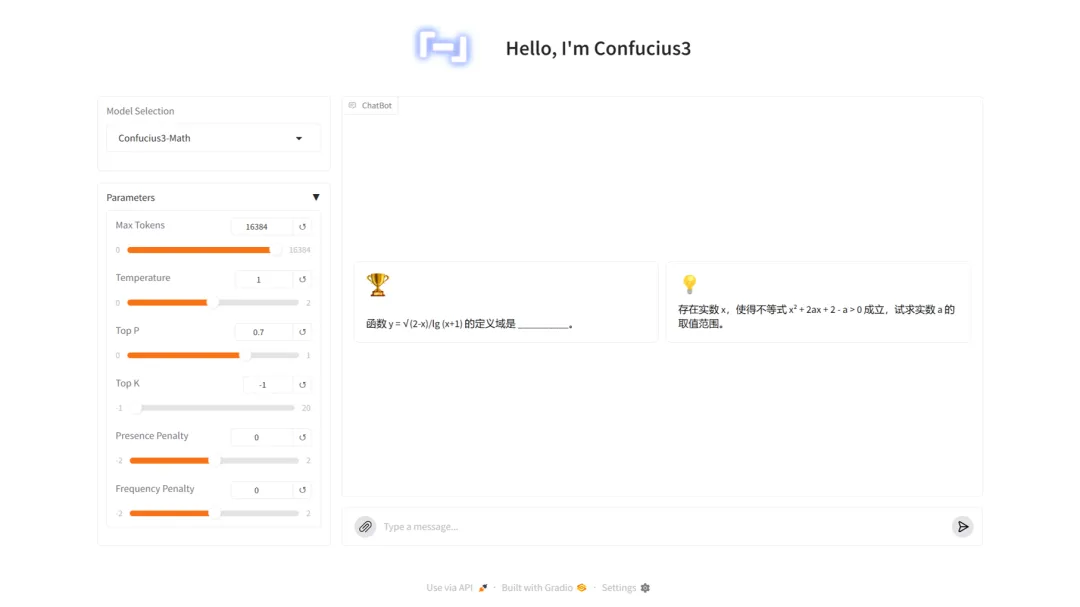 Hello, I'm Confucius3
Model Selection
Confucius3-Math
Parameters
Max Tokens
16384
0
16384
Temperature
1
0
2
Top P
0.7
0
1
Top K
-1
-1
20
Presence Penalty
0
-2
2
Frequency Penalty
0
-2
2
ChatBot
函数 y = √(2-x)/lg (x+1) 的定义域是 __________。
存在实数 x，使得不等式 x² + 2ax + 2 - a > 0 成立，试求实数 a 的
取值范围。
Type a message...
Use via API · Built with Gradio · Settings